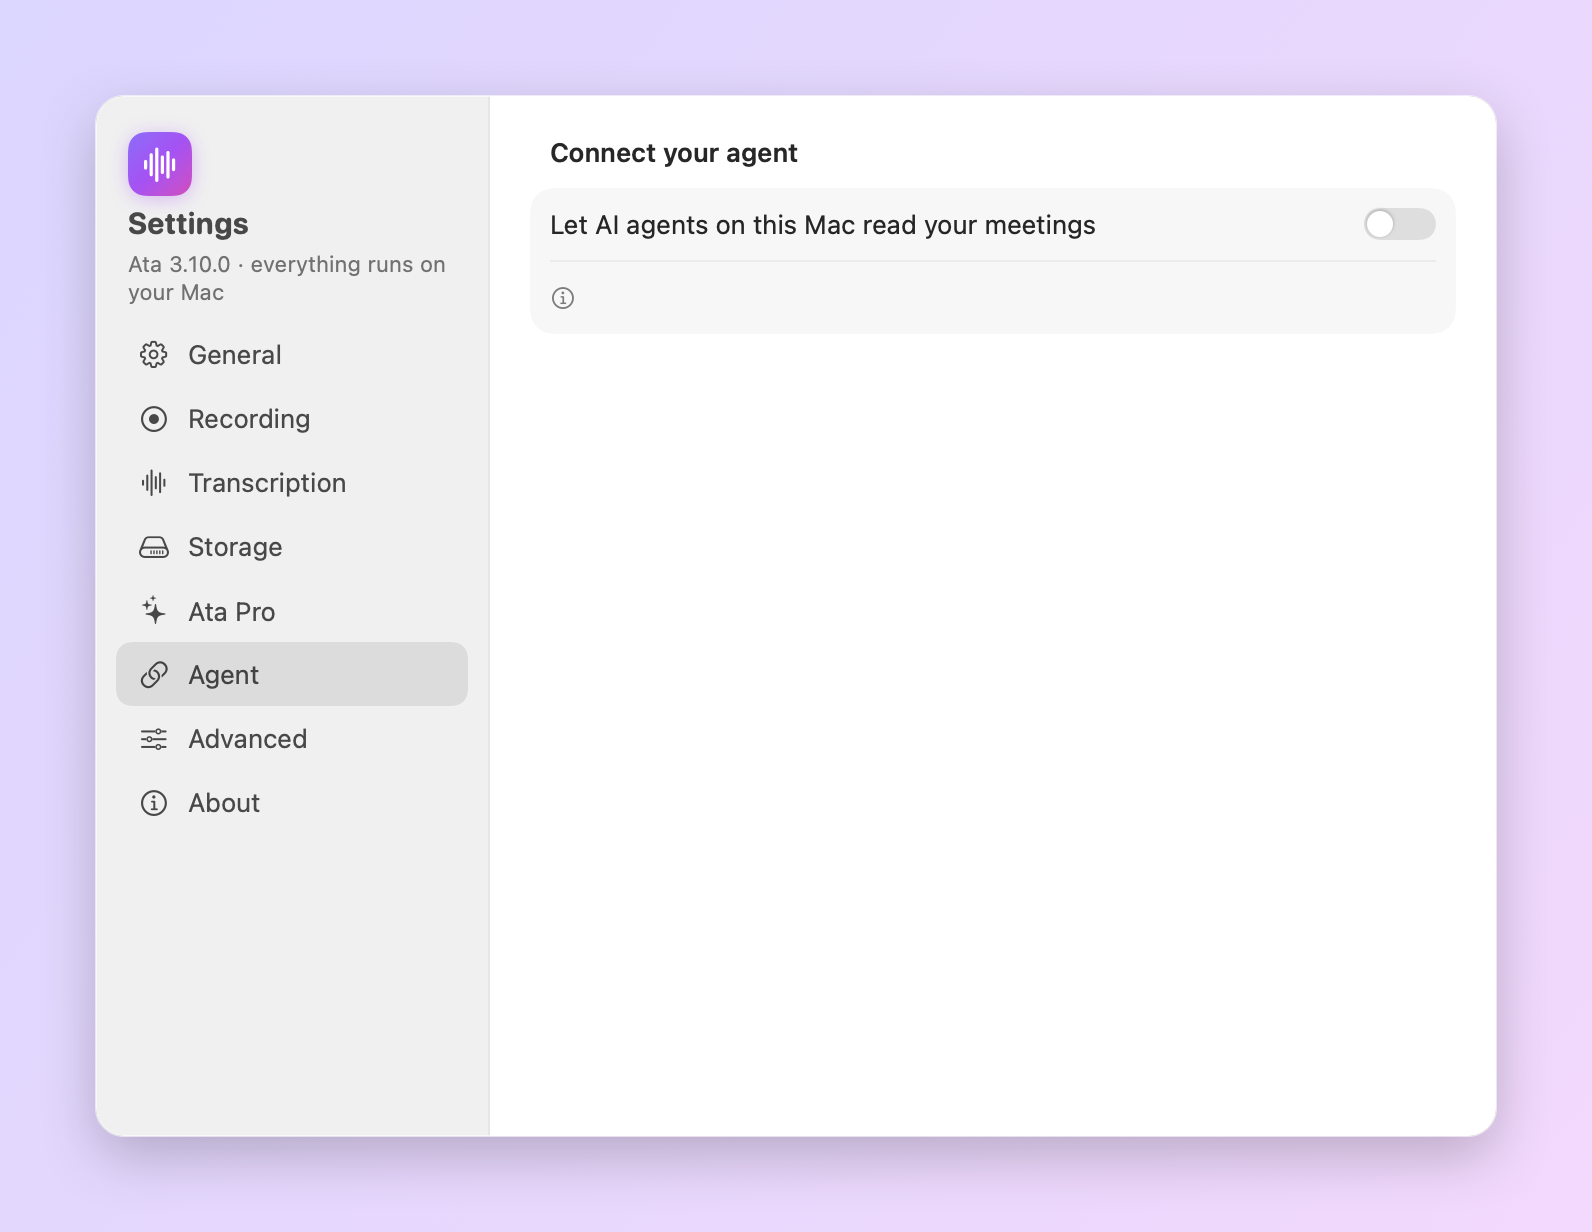 Settings
Ata 3.10.0 · everything runs on
your Mac
General
Recording
Transcription
Storage
Ata Pro
Agent
Advanced
About
Connect your agent
Let AI agents on this Mac read your meetings